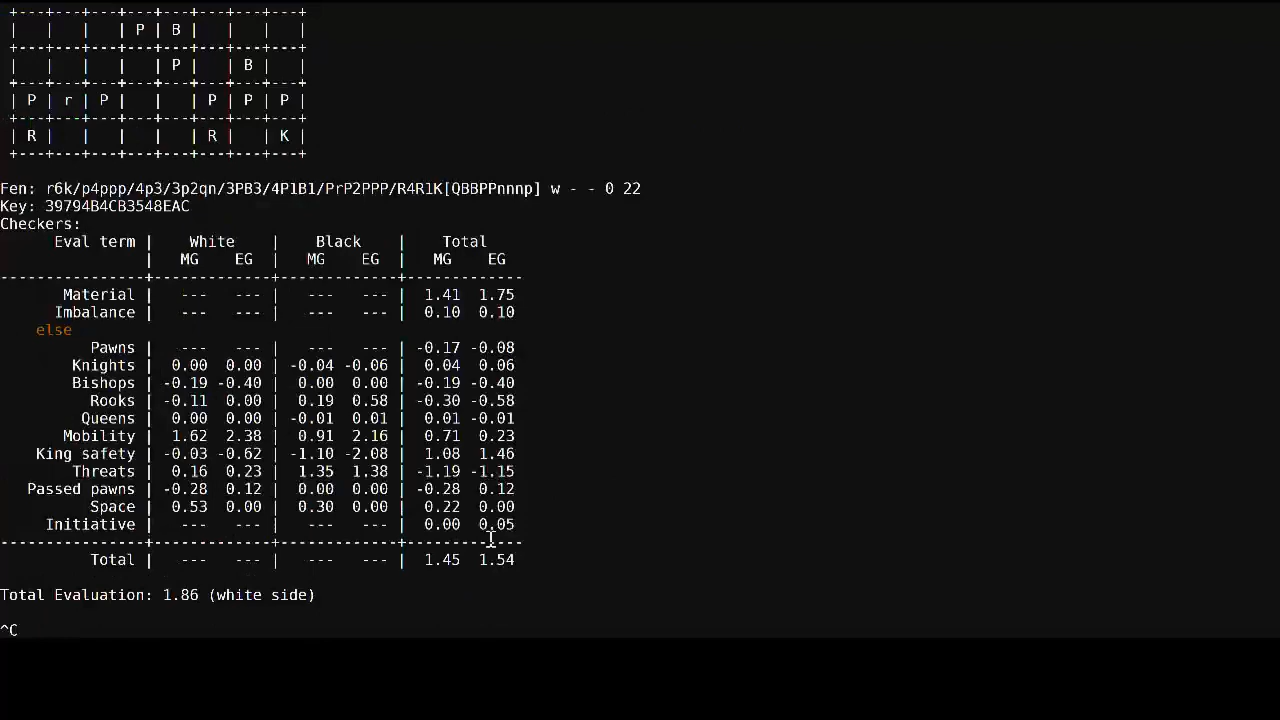 +---+---+---+---+---+---+---+---+
|   |   |   | P | B |   |   |   |
+---+---+---+---+---+---+---+---+
|   |   |   |   | P |   | B |   |
+---+---+---+---+---+---+---+---+
| P | r | P |   |   | P | P | P |
+---+---+---+---+---+---+---+---+
| R |   |   |   |   | R |   | K |
+---+---+---+---+---+---+---+---+
Fen: r6k/p4ppp/4p3/3p2qn/3PB3/4P1B1/PrP2PPP/R4R1K[QBBPPnnnp] w - - 0 22
Key: 39794B4CB3548EAC
Checkers:
Eval term | White | Black | Total
| MG EG | MG EG | MG EG
----------------+-------------+-------------+------------
Material | --- --- | --- --- | 1.41 1.75
Imbalance | --- --- | --- --- | 0.10 0.10
else
Pawns | --- --- | --- --- | -0.17 -0.08
Knights | 0.00 0.00 | -0.04 -0.06 | 0.04 0.06
Bishops | -0.19 -0.40 | 0.00 0.00 | -0.19 -0.40
Rooks | -0.11 0.00 | 0.19 0.58 | -0.30 -0.58
Queens | 0.00 0.00 | -0.01 0.01 | 0.01 -0.01
Mobility | 1.62 2.38 | 0.91 2.16 | 0.71 0.23
King safety | -0.03 -0.62 | -1.10 -2.08 | 1.08 1.46
Threats | 0.16 0.23 | 1.35 1.38 | -1.19 -1.15
Passed pawns | -0.28 0.12 | 0.00 0.00 | -0.28 0.12
Space | 0.53 0.00 | 0.30 0.00 | 0.22 0.00
Initiative | --- --- | --- --- | 0.00 0.05
----------------+-------------+-------------+------------
Total | --- --- | --- --- | 1.45 1.54
Total Evaluation: 1.86 (white side)
^C